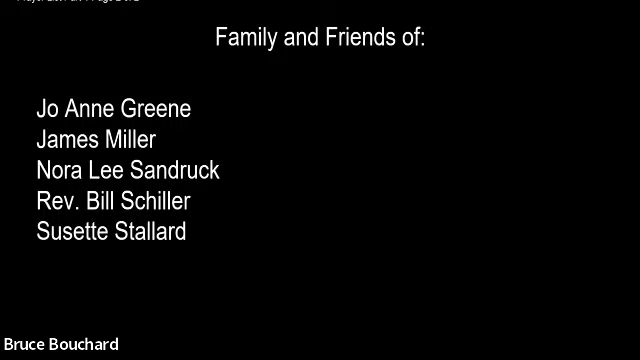 Family and Friends of:
Jo Anne Greene
James Miller
Nora Lee Sandruck
Rev. Bill Schiller
Susette Stallard
Bruce Bouchard